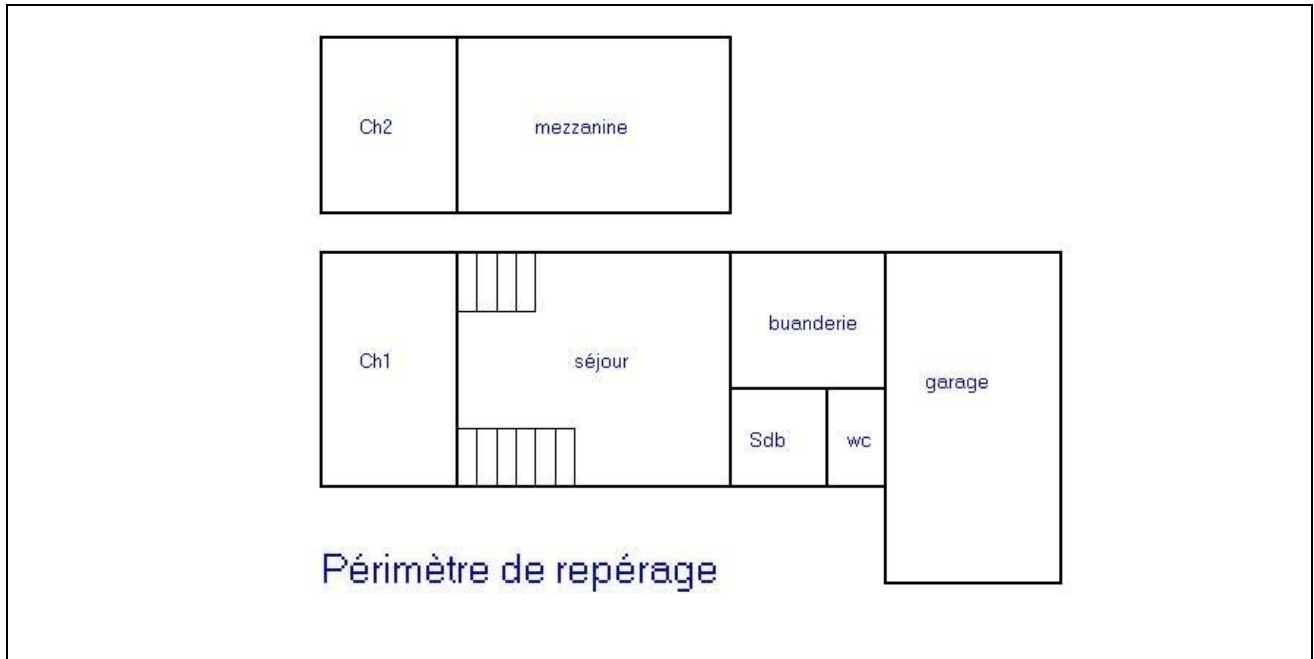 Ch2
mezzanine
Ch1
séjour
buanderie
garage
Sdb
wc
Périmètre de repérage